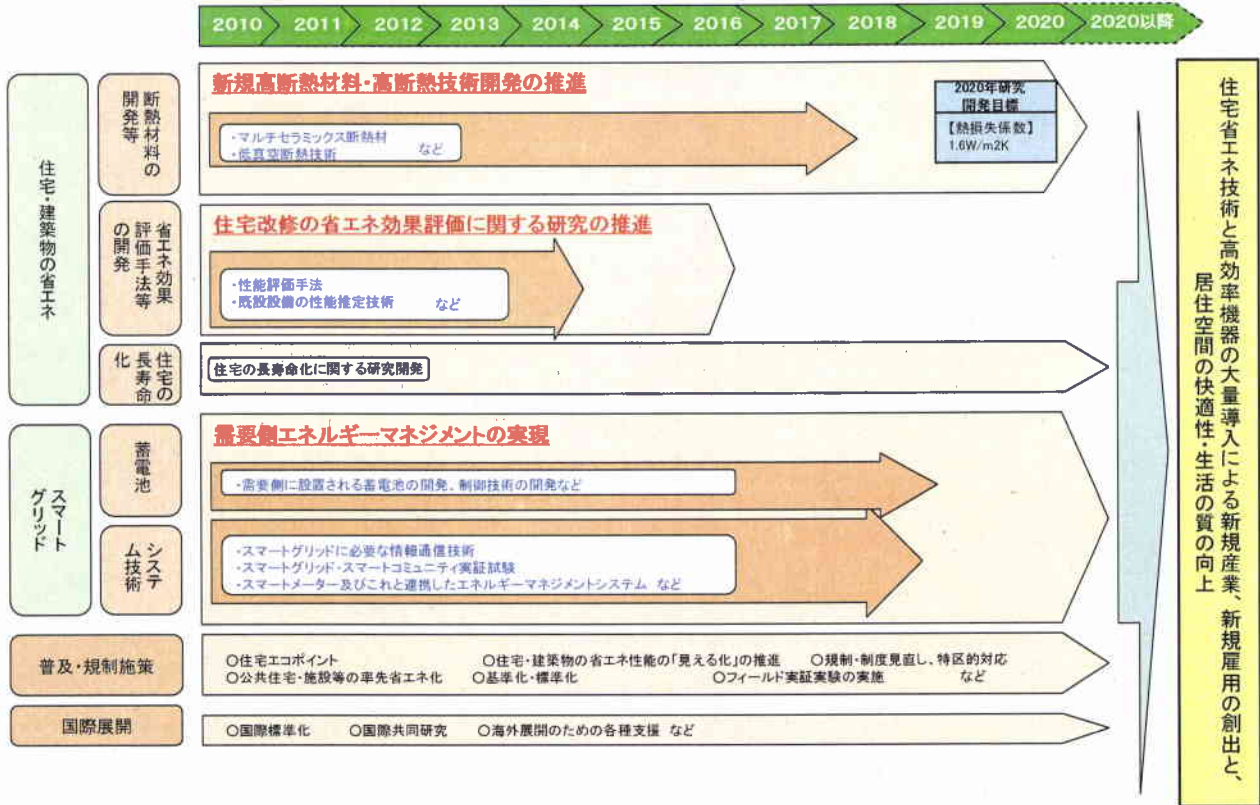 2010 2011 2012 2013 2014 2015 2016 2017 2018 2019 2020 2020以降
住宅・建築物の省エネ
断熱材料の
開発等
新規高断熱材料・高断熱技術開発の推進
・マルチセラミックス断熱材
・低真空断熱技術 など
2020年研究
開発目標
【熱損失係数】
1.6W/m2K
省エネ効果
評価手法等
の開発
住宅改修の省エネ効果評価に関する研究の推進
・性能評価手法
・既設設備の性能推定技術 など
住宅の
長寿命
化
住宅の長寿命化に関する研究開発
スマート
グリッド
蓄電池
需要側エネルギーマネジメントの実現
・需要側に設置される蓄電池の開発、制御技術の開発など
システ
ム技術
・スマートグリッドに必要な情報通信技術
・スマートグリッド・スマートコミュニティ実証試験
・スマートメーター及びこれと連携したエネルギーマネジメントシステム など
普及・規制施策
○住宅エコポイント ○住宅・建築物の省エネ性能の「見える化」の推進 ○規制・制度見直し、特区的対応
○公共住宅・施設等の率先省エネ化 ○基準化・標準化 ○フィールド実証実験の実施 など
国際展開
○国際標準化 ○国際共同研究 ○海外展開のための各種支援 など
住宅省エネ技術と高効率機器の大量導入による新規産業、新規雇用の創出と、
居住空間の快適性・生活の質の向上